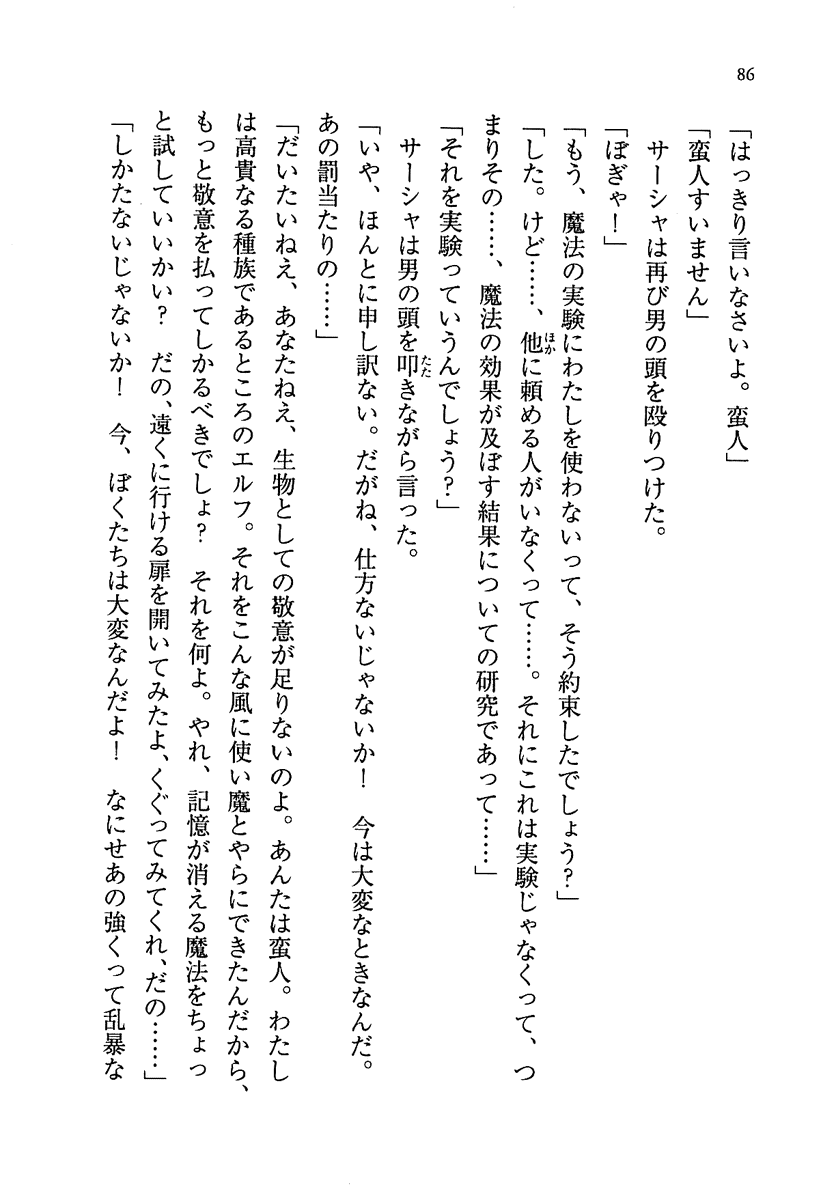 86
「はっきり言いなさいよ。蛮人」
「蛮人すいません」
　サーシャは再び男の頭を殴りつけた。
「ぼぎゃ！」
「もう、魔法の実験にわたしを使わないって、そう約束したでしょう？」
「した。けど……、他に頼める人がいなくって……。それにこれは実験じゃなくって、つ
まりその……、魔法の効果が及ぼす結果についての研究であって……」
「それを実験っていうんでしょう？」
　サーシャは男の頭を叩きながら言った。
「いや、ほんとに申し訳ない。だがね、仕方ないじゃないか！　今は大変なときなんだ。
あの罰当たりの……」
「だいたいねえ、あなたねえ、生物としての敬意が足りないのよ。あんたは蛮人。わたし
は高貴なる種族であるところのエルフ。それをこんな風に使い魔とやらにできたんだから、
もっと敬意を払ってしかるべきでしょ？　それを何よ。やれ、記憶が消える魔法をちょっ
と試していいかい？　だの、遠くに行ける扉を開いてみたよ、くぐってみてくれ、だの……」
「しかたないじゃないか！　今、ぼくたちは大変なんだよ！　なにせあの強くって乱暴な